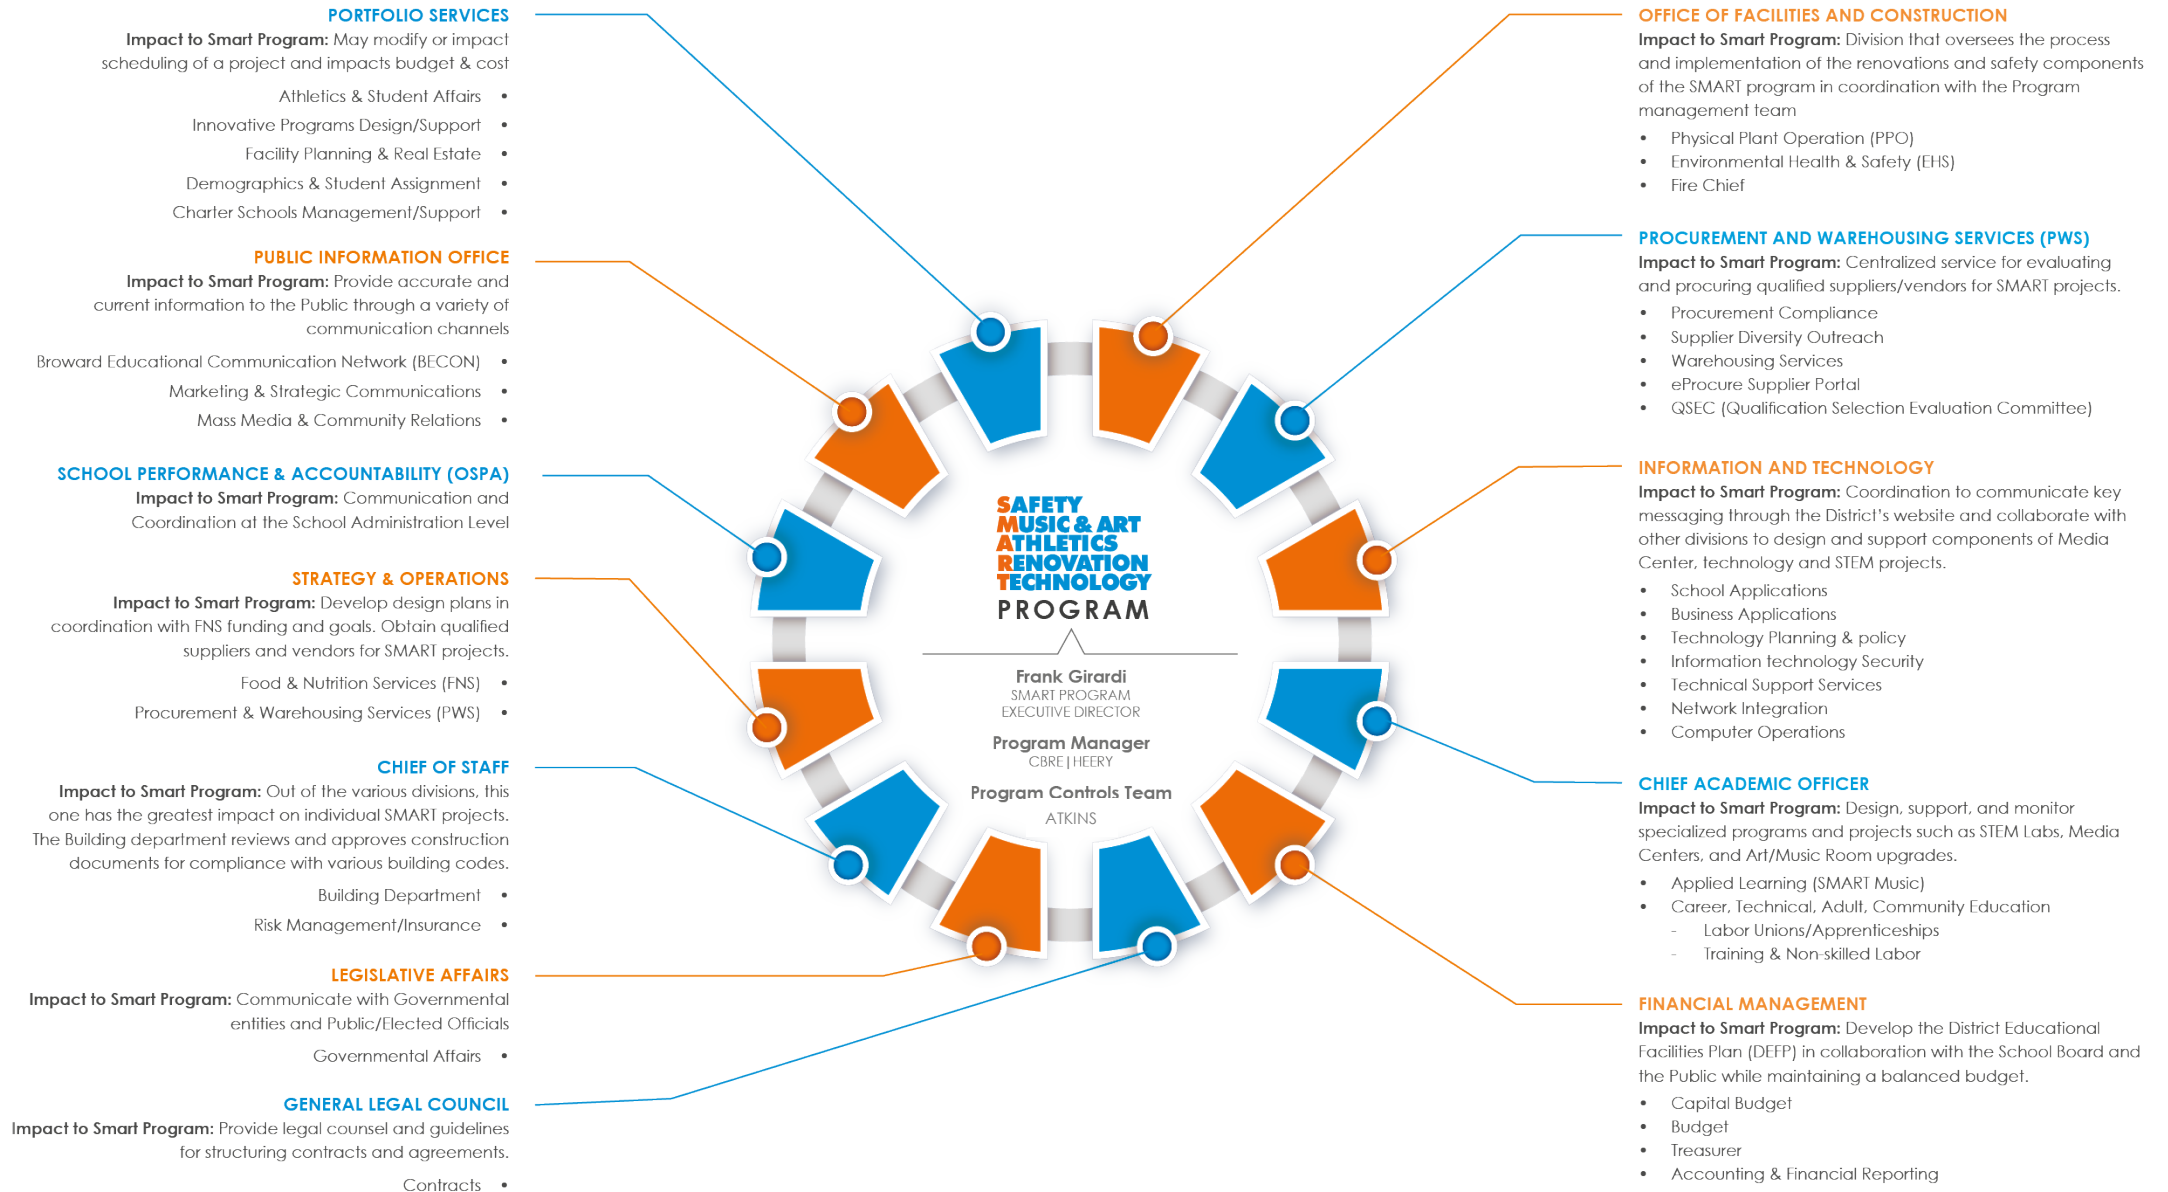 PORTFOLIO SERVICES
Impact to Smart Program: May modify or impact
scheduling of a project and impacts budget & cost
Athletics & Student Affairs •
Innovative Programs Design/Support •
Facility Planning & Real Estate •
Demographics & Student Assignment •
Charter Schools Management/Support •
PUBLIC INFORMATION OFFICE
Impact to Smart Program: Provide accurate and
current information to the Public through a variety of
communication channels
Broward Educational Communication Network (BECON) •
Marketing & Strategic Communications •
Mass Media & Community Relations •
SCHOOL PERFORMANCE & ACCOUNTABILITY (OSPA)
Impact to Smart Program: Communication and
Coordination at the School Administration Level
STRATEGY & OPERATIONS
Impact to Smart Program: Develop design plans in
coordination with FNS funding and goals. Obtain qualified
suppliers and vendors for SMART projects.
Food & Nutrition Services (FNS) •
Procurement & Warehousing Services (PWS) •
CHIEF OF STAFF
Impact to Smart Program: Out of the various divisions, this
one has the greatest impact on individual SMART projects.
The Building department reviews and approves construction
documents for compliance with various building codes.
Building Department •
Risk Management/Insurance •
LEGISLATIVE AFFAIRS
Impact to Smart Program: Communicate with Governmental
entities and Public/Elected Officials
Governmental Affairs •
GENERAL LEGAL COUNCIL
Impact to Smart Program: Provide legal counsel and guidelines
for structuring contracts and agreements.
Contracts •
SAFETY
MUSIC & ART
ATHLETICS
RENOVATION
TECHNOLOGY
PROGRAM
Frank Girardi
SMART PROGRAM
EXECUTIVE DIRECTOR
Program Manager
CBRE|HEERY
Program Controls Team
ATKINS
OFFICE OF FACILITIES AND CONSTRUCTION
Impact to Smart Program: Division that oversees the process
and implementation of the renovations and safety components
of the SMART program in coordination with the Program
management team
• Physical Plant Operation (PPO)
• Environmental Health & Safety (EHS)
• Fire Chief
PROCUREMENT AND WAREHOUSING SERVICES (PWS)
Impact to Smart Program: Centralized service for evaluating
and procuring qualified suppliers/vendors for SMART projects.
• Procurement Compliance
• Supplier Diversity Outreach
• Warehousing Services
• eProcure Supplier Portal
• QSEC (Qualification Selection Evaluation Committee)
INFORMATION AND TECHNOLOGY
Impact to Smart Program: Coordination to communicate key
messaging through the District's website and collaborate with
other divisions to design and support components of Media
Center, technology and STEM projects.
• School Applications
• Business Applications
• Technology Planning & policy
• Information technology Security
• Technical Support Services
• Network Integration
• Computer Operations
CHIEF ACADEMIC OFFICER
Impact to Smart Program: Design, support, and monitor
specialized programs and projects such as STEM Labs, Media
Centers, and Art/Music Room upgrades.
• Applied Learning (SMART Music)
• Career, Technical, Adult, Community Education
- Labor Unions/Apprenticeships
- Training & Non-skilled Labor
FINANCIAL MANAGEMENT
Impact to Smart Program: Develop the District Educational
Facilities Plan (DEFP) in collaboration with the School Board and
the Public while maintaining a balanced budget.
• Capital Budget
• Budget
• Treasurer
• Accounting & Financial Reporting